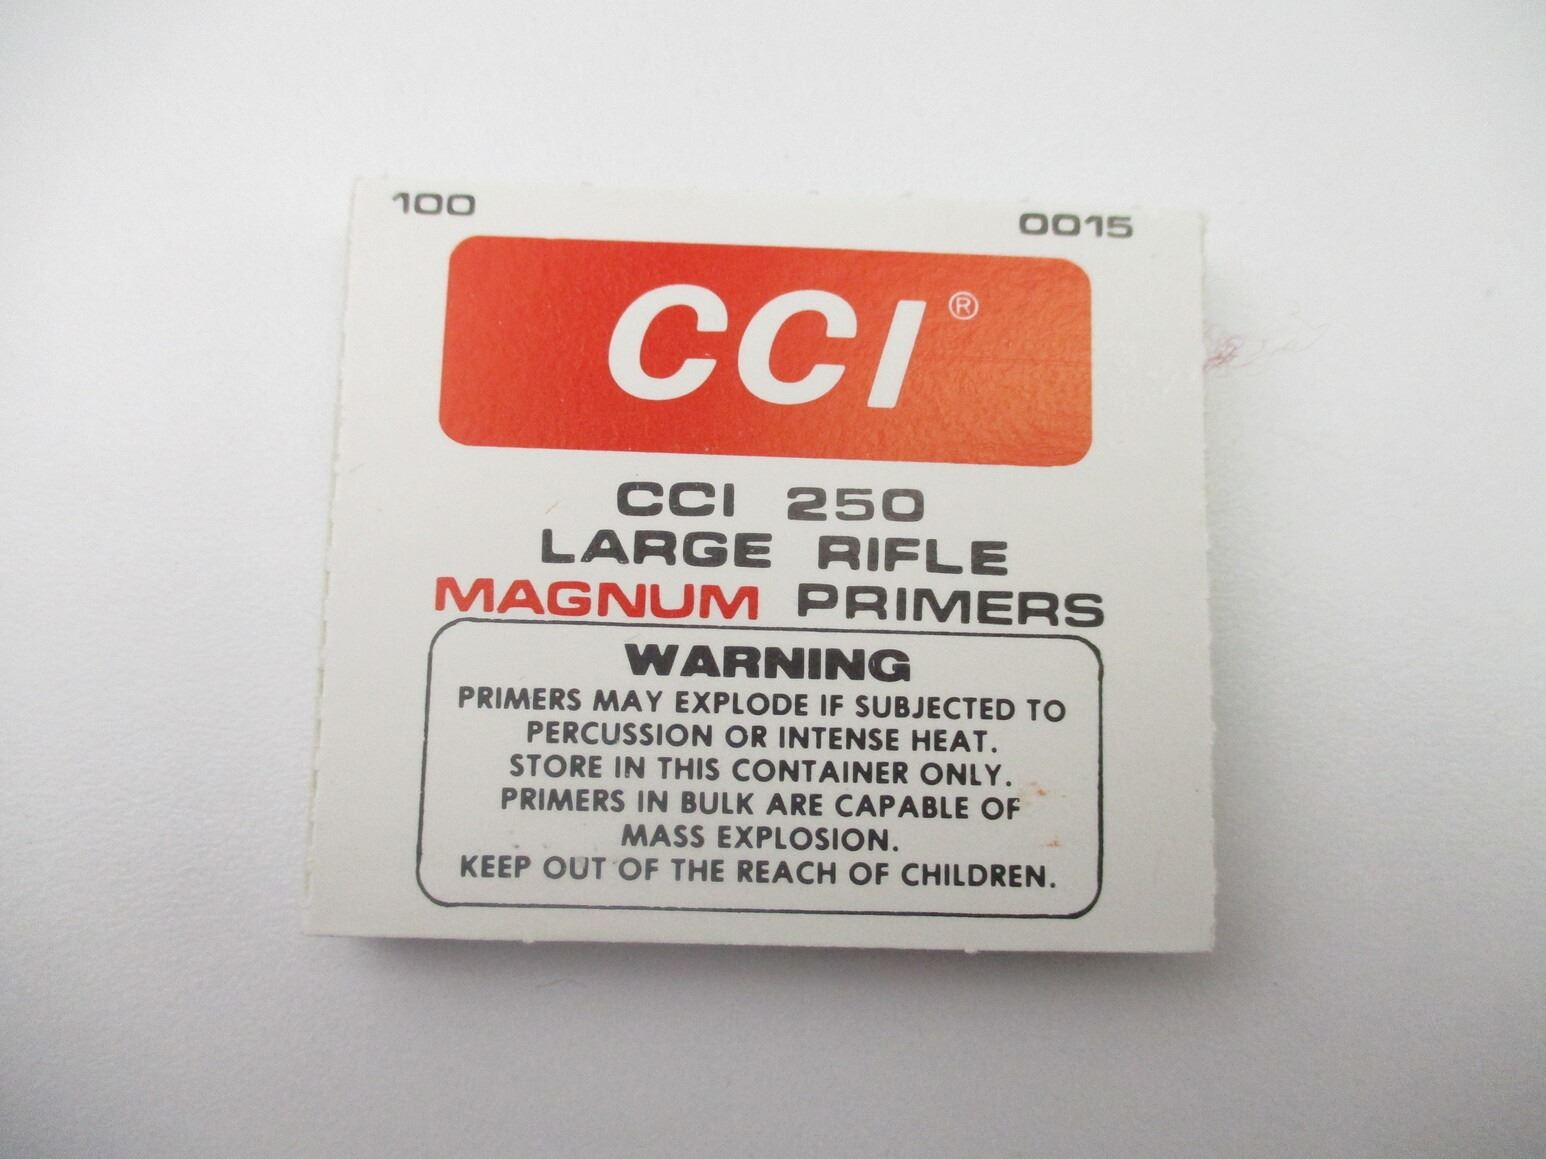 100 0015
CCI®
CCI 250
LARGE RIFLE
MAGNUM PRIMERS
WARNING
PRIMERS MAY EXPLODE IF SUBJECTED TO
PERCUSSION OR INTENSE HEAT.
STORE IN THIS CONTAINER ONLY.
PRIMERS IN BULK ARE CAPABLE OF
MASS EXPLOSION.
KEEP OUT OF THE REACH OF CHILDREN.